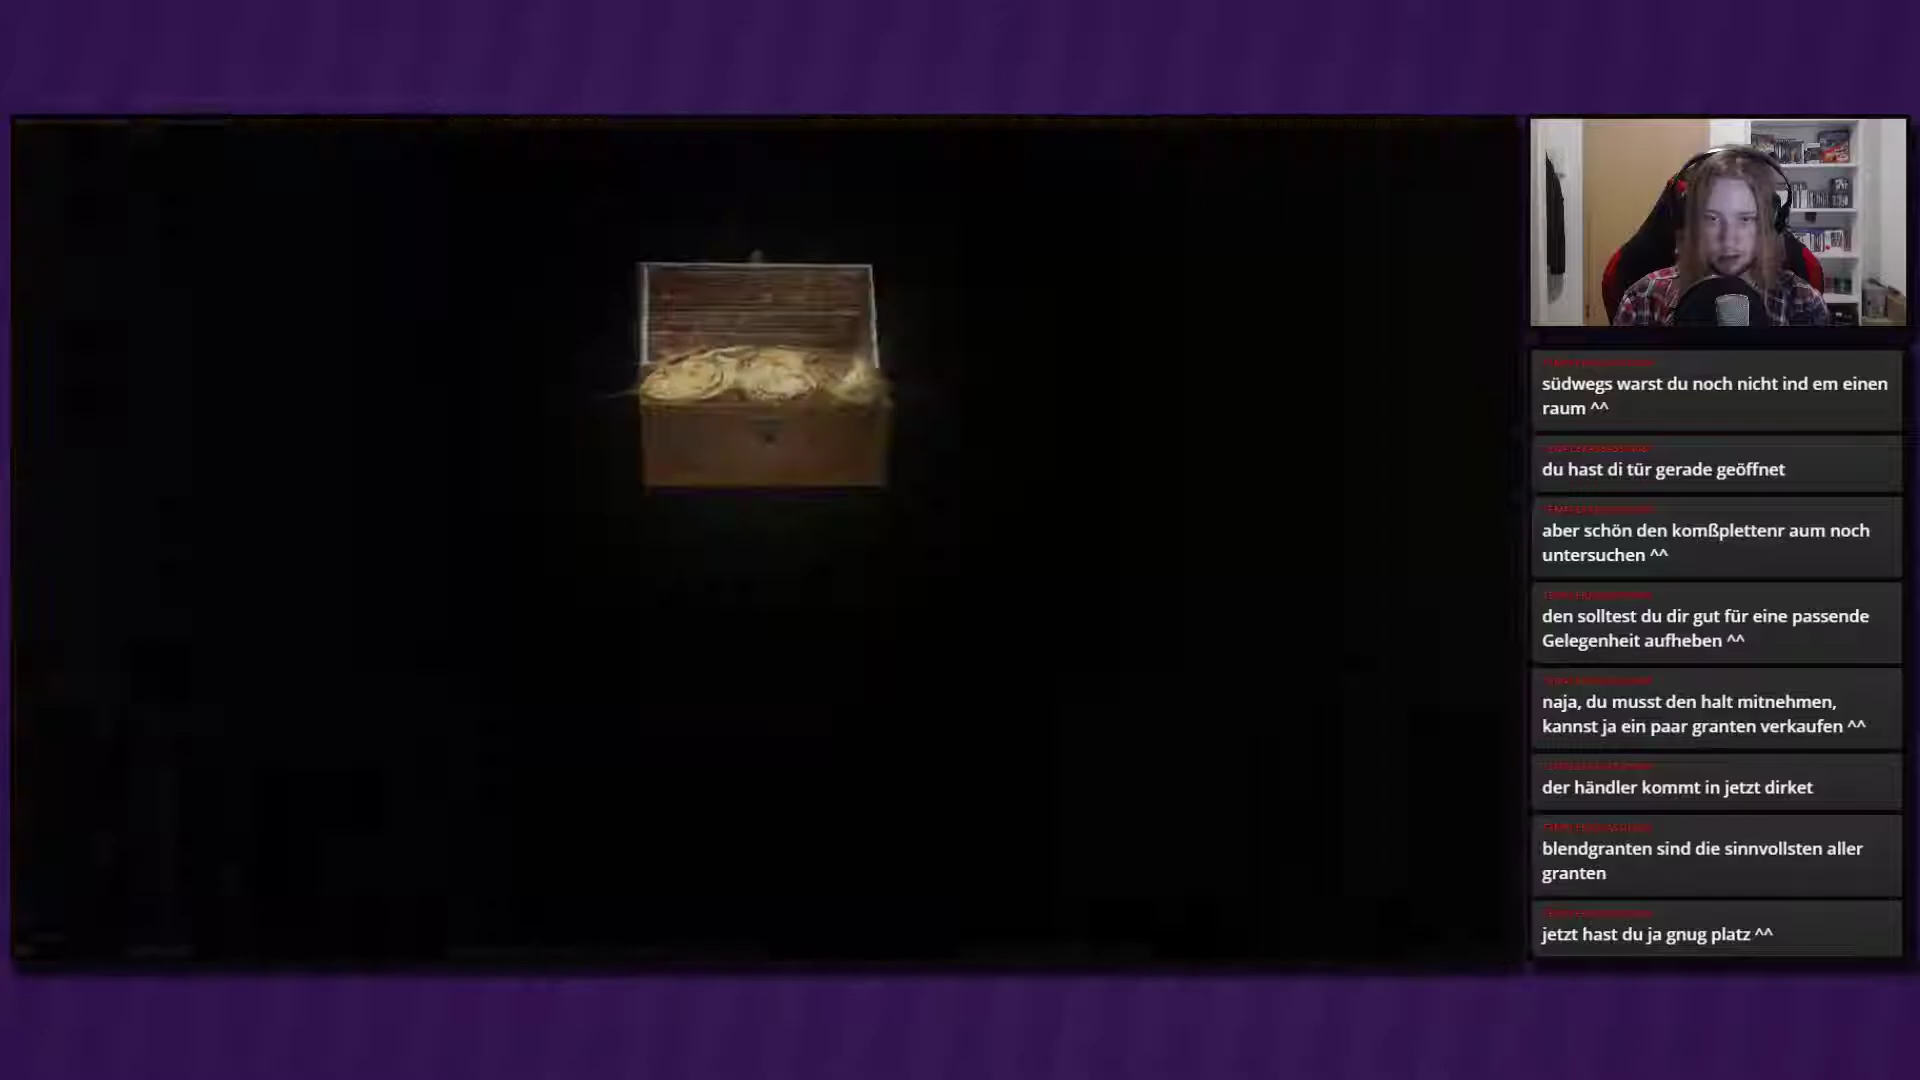 südwegs warst du noch nicht ind em einen
raum ^^
du hast di tür gerade geöffnet
aber schön den komßplettenr aum noch
untersuchen ^^
den solltest du dir gut für eine passende
Gelegenheit aufheben ^^
naja, du musst den halt mitnehmen,
kannst ja ein paar granten verkaufen ^^
der händler kommt in jetzt dirket
blendgranten sind die sinnvollsten aller
granten
jetzt hast du ja gnug platz ^^